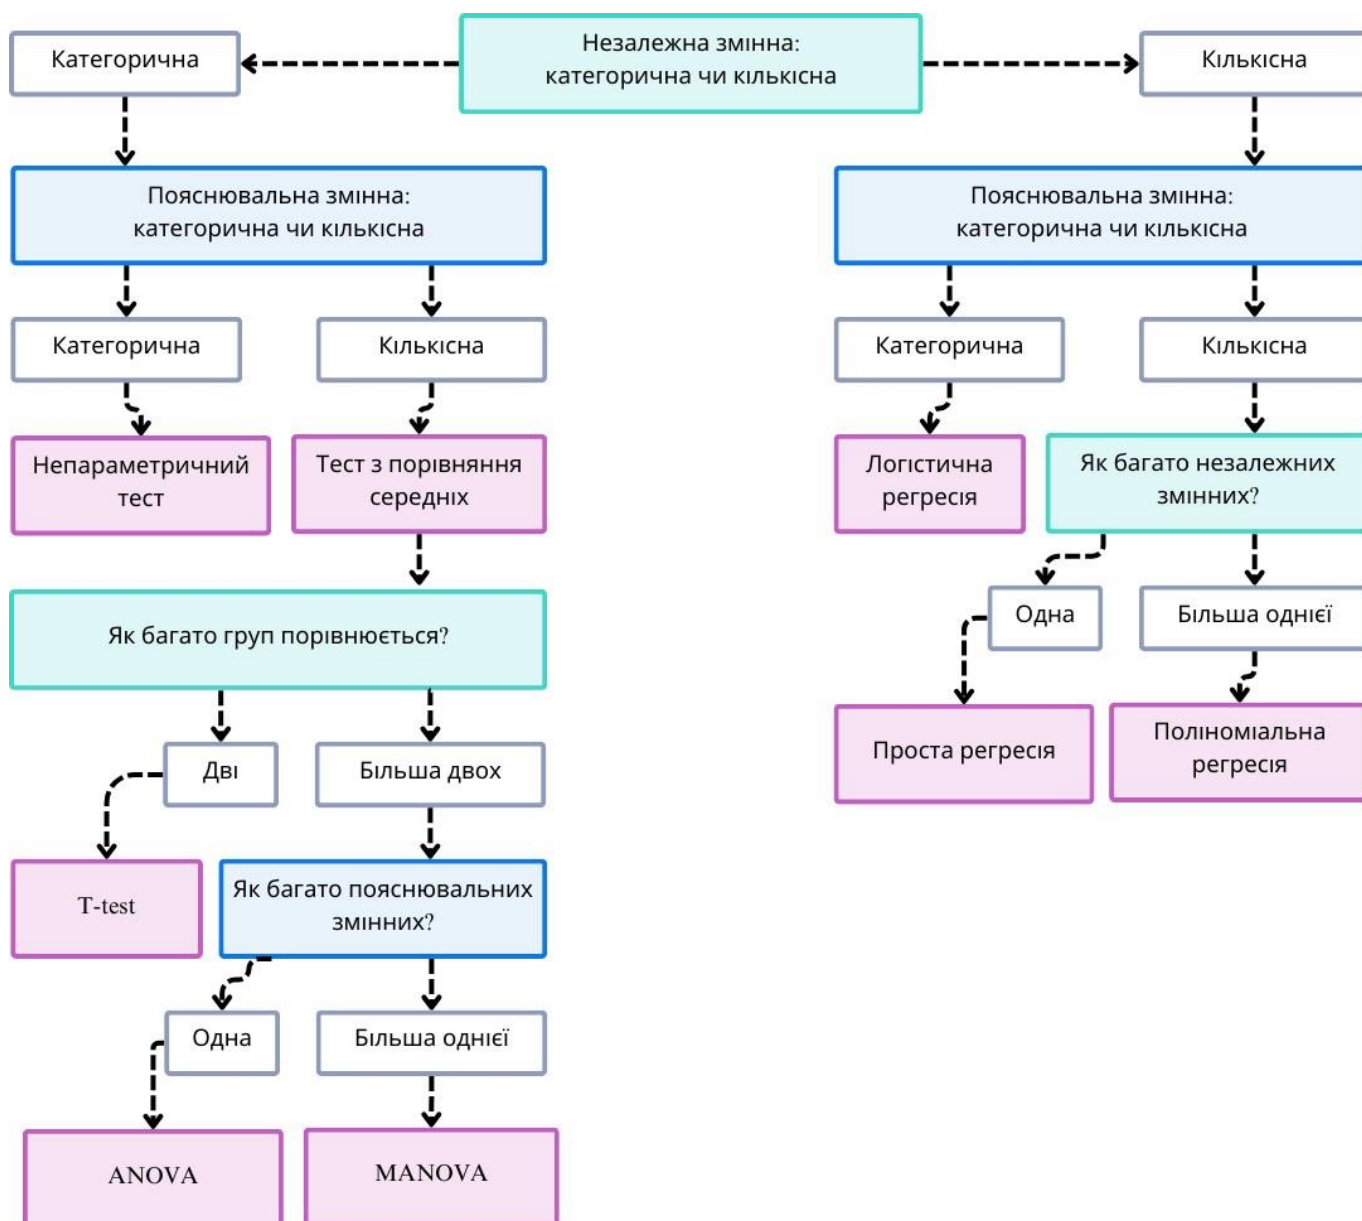 Незалежна змінна:
категорична чи кількісна
Категорична
Кількісна
Пояснювальна змінна:
категорична чи кількісна
Пояснювальна змінна:
категорична чи кількісна
Категорична
Кількісна
Категорична
Кількісна
Непараметричний
тест
Тест з порівняння
середніх
Логістична
регресія
Як багато незалежних
змінних?
Як багато груп порівнюється?
Одна
Більша однієї
Проста регресія
Поліноміальна
регресія
Дві
Більша двох
T-test
Як багато пояснювальних
змінних?
Одна
Більша однієї
ANOVA
MANOVA